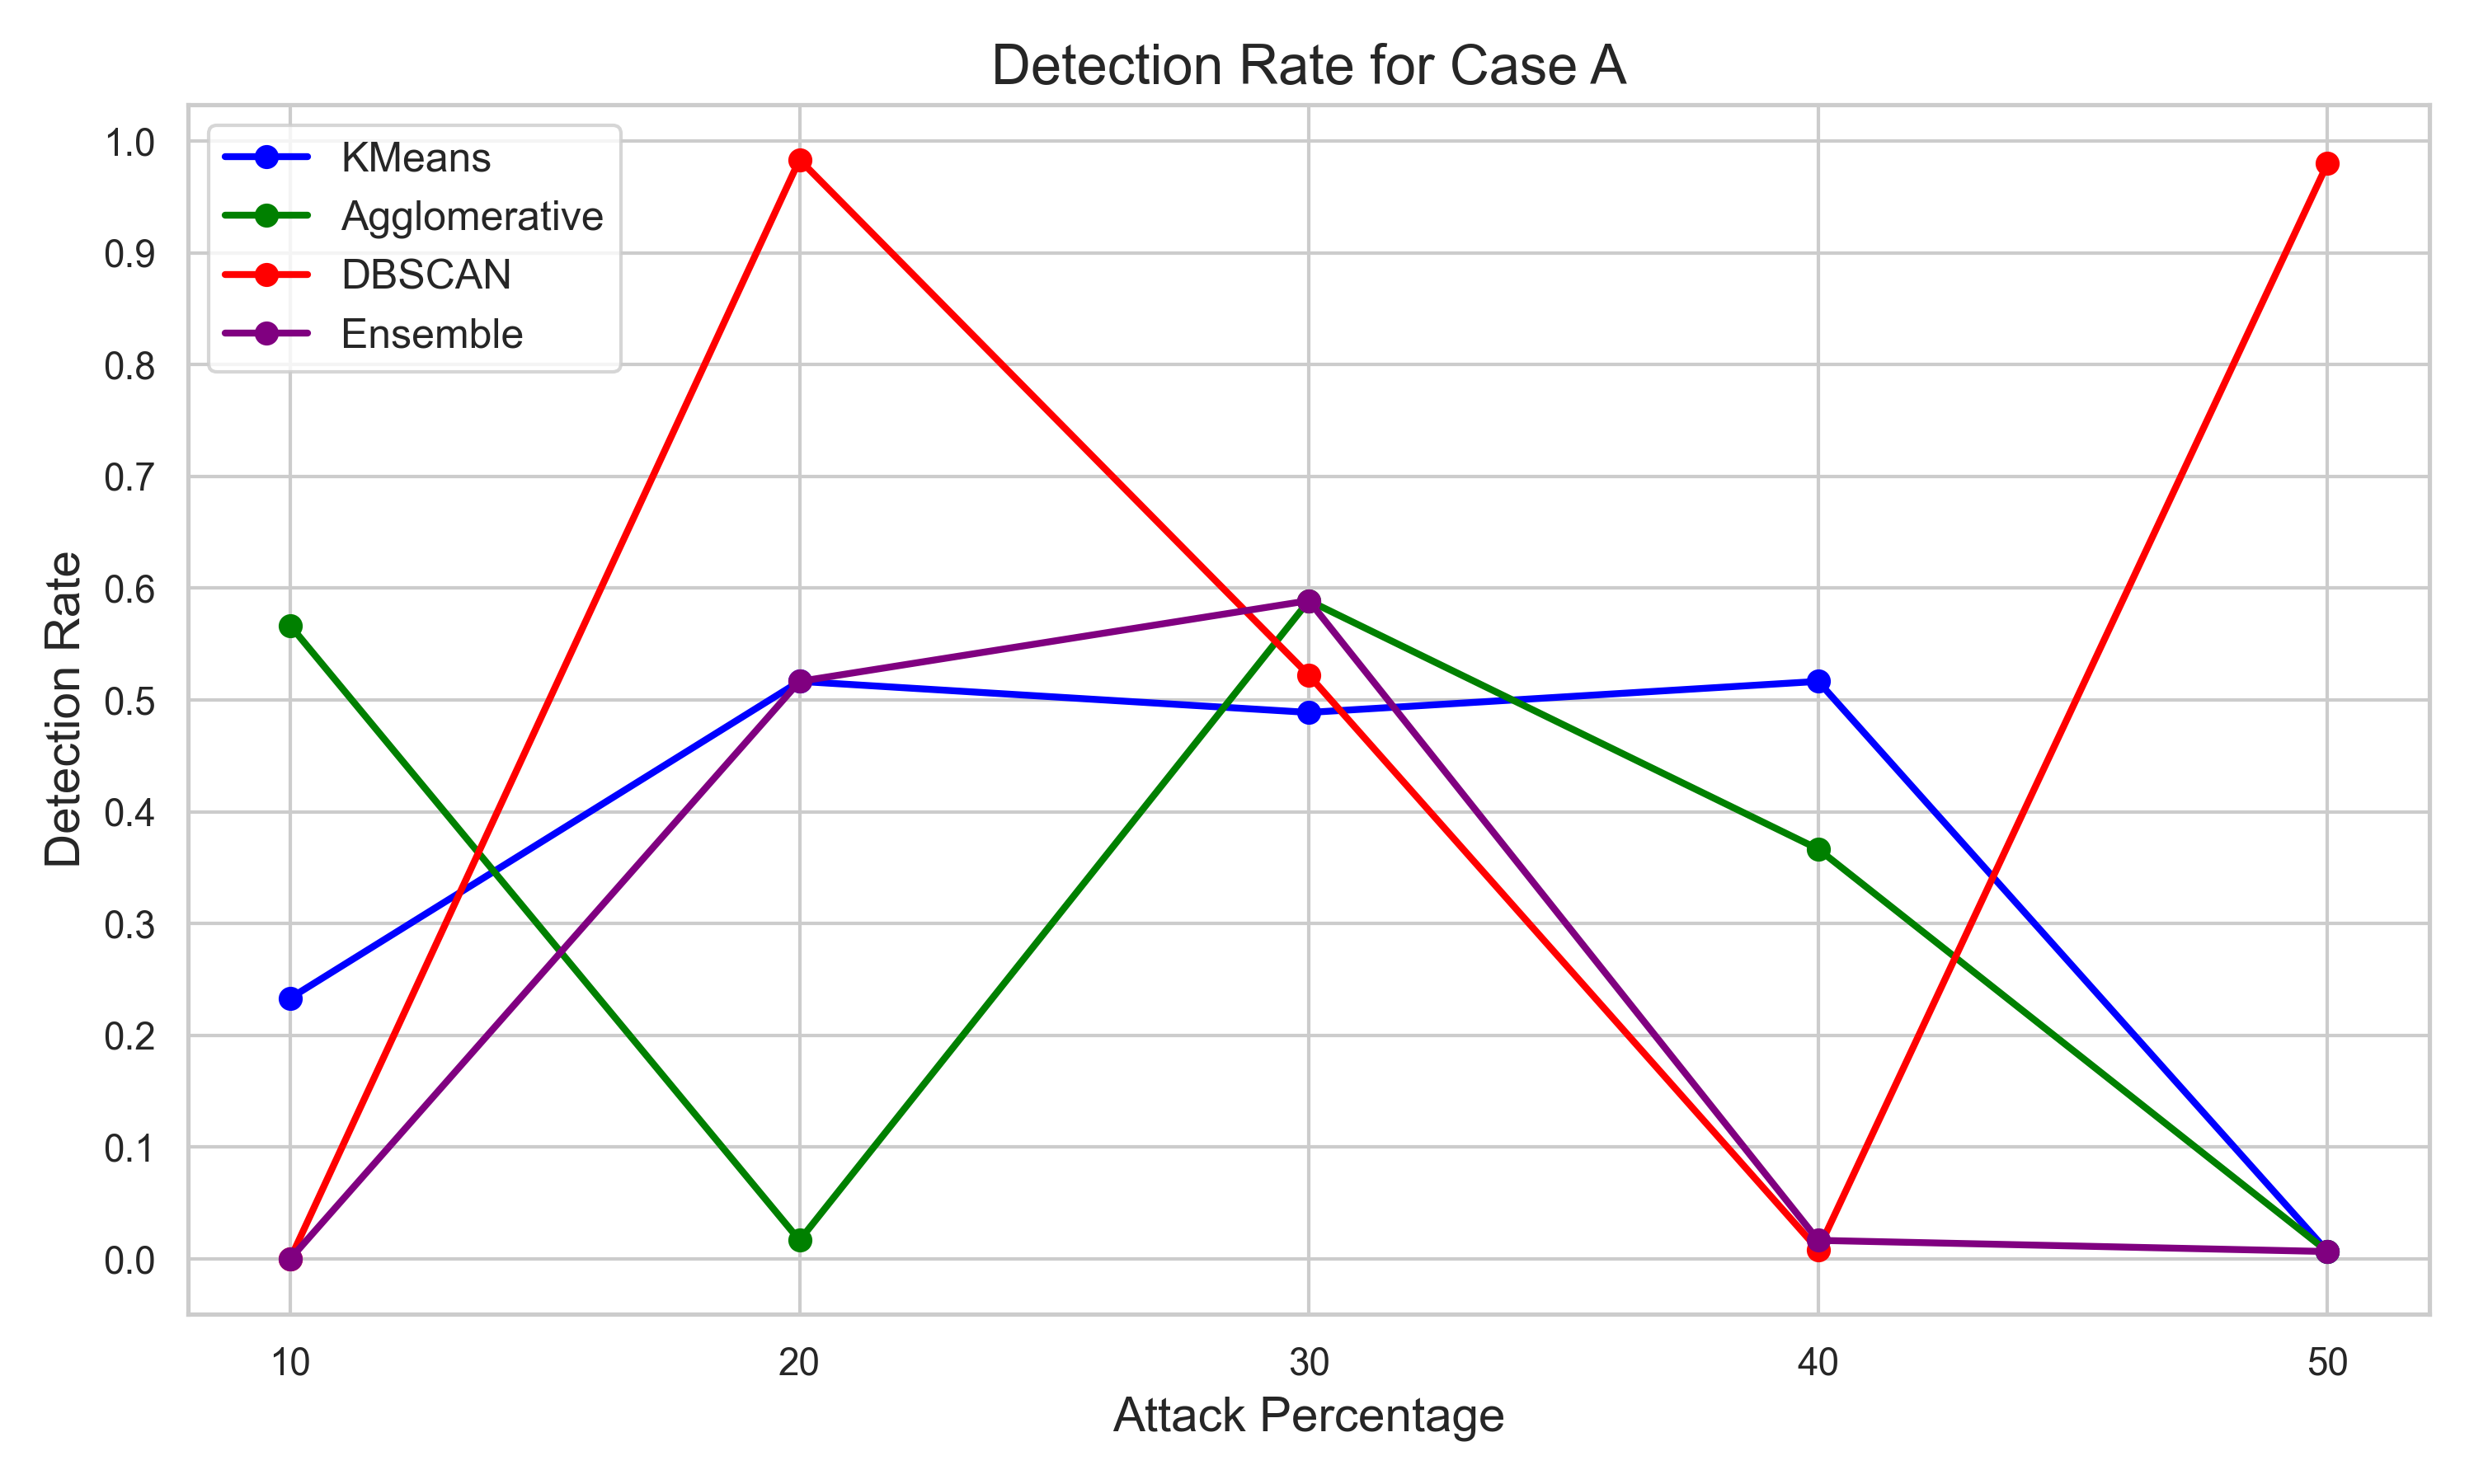 Detection Rate for Case A
KMeans
Agglomerative
DBSCAN
Ensemble
Detection Rate
1.0
0.9
0.8
0.7
0.6
0.5
0.4
0.3
0.2
0.1
0.0
10 20 30 40 50
Attack Percentage